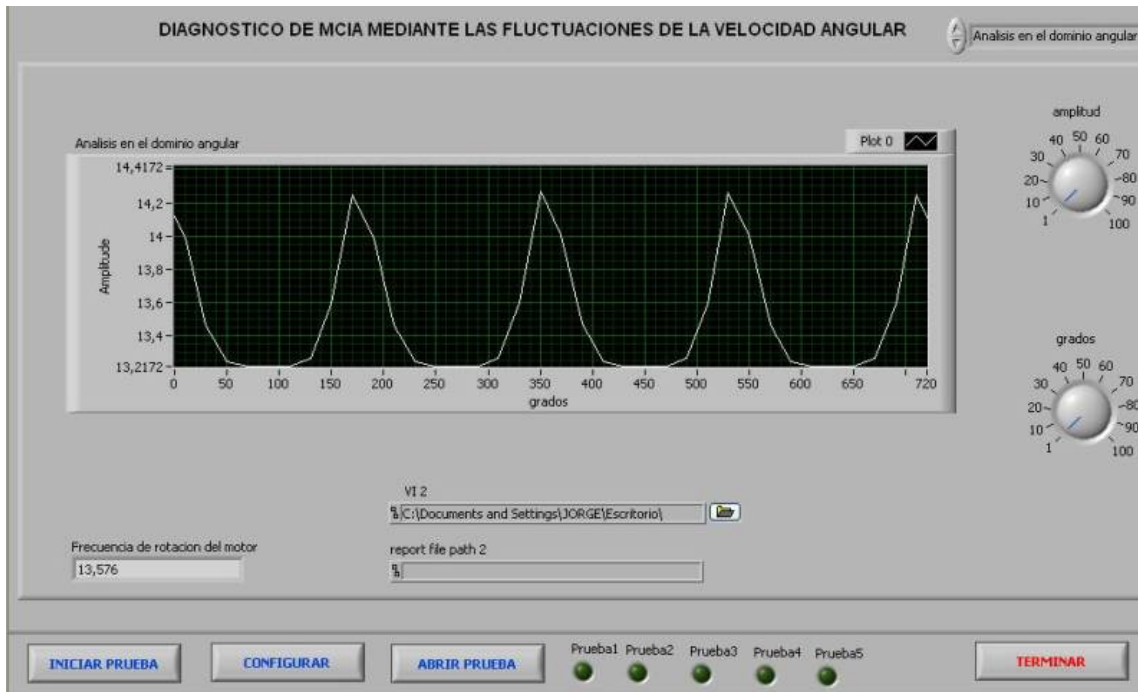 DIAGNOSTICO DE MCIA MEDIANTE LAS FLUCTUACIONES DE LA VELOCIDAD ANGULAR
Analisis en el dominio angular
Analisis en el dominio angular
Plot 0
14,4172
14,2
14
13,8
13,6
13,4
13,2172
Amplitude
0 50 100 150 200 250 300 350 400 450 500 550 600 650 720
grados
amplitud
1 10 20 30 40 50 60 70 80 90 100
grados
1 10 20 30 40 50 60 70 80 90 100
VI 2
C:\Documents and Settings\JORGE\Escritorio\
Frecuencia de rotacion del motor
13,576
report file path 2
Prueba1 Prueba2 Prueba3 Prueba4 Prueba5
INICIAR PRUEBA
CONFIGURAR
ABRIR PRUEBA
TERMINAR